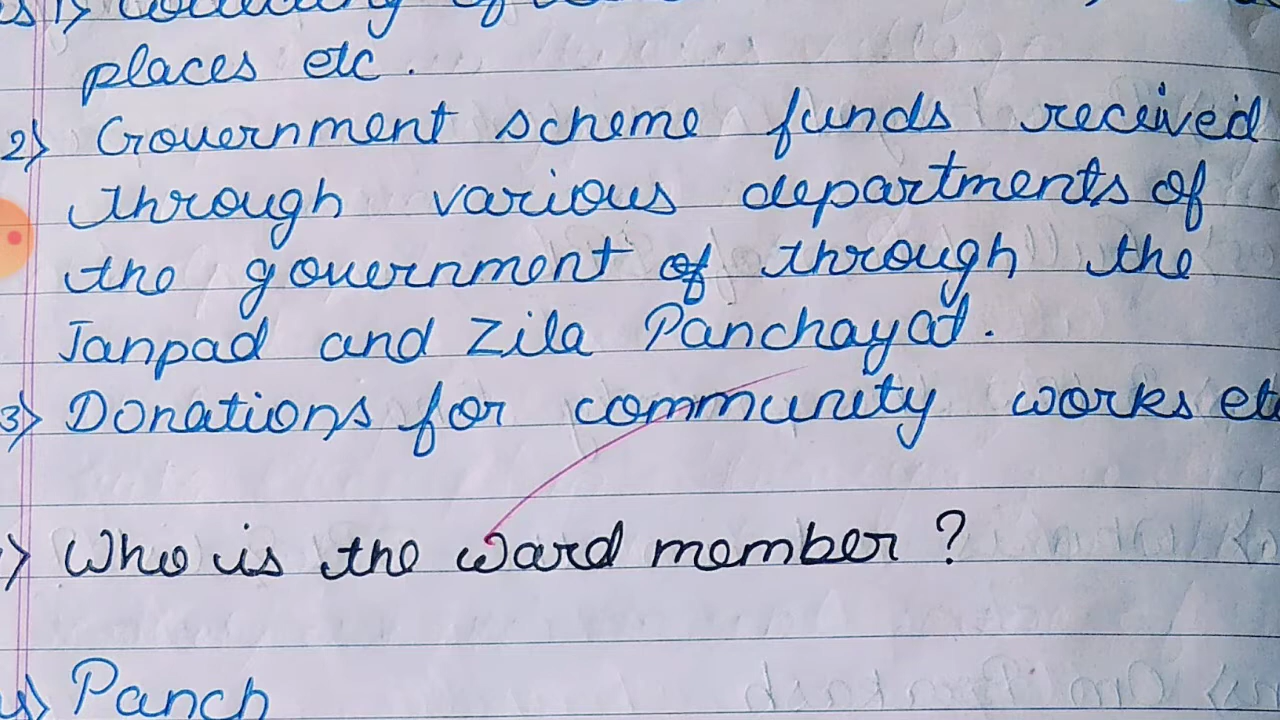 places etc.
2) Government scheme funds received
through various departments of
the government of through the
Janpad and Zila Panchayat.
3) Donations for community works etc
Who is the ward member ?
Panch